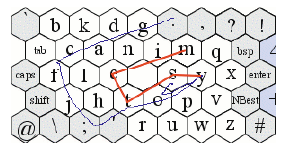 ` b k d g : , ? !
tab c a n i m q bsp
caps f l e s y x enter
shift j h t o p v NBest +
@ \ ; ' r u w z #